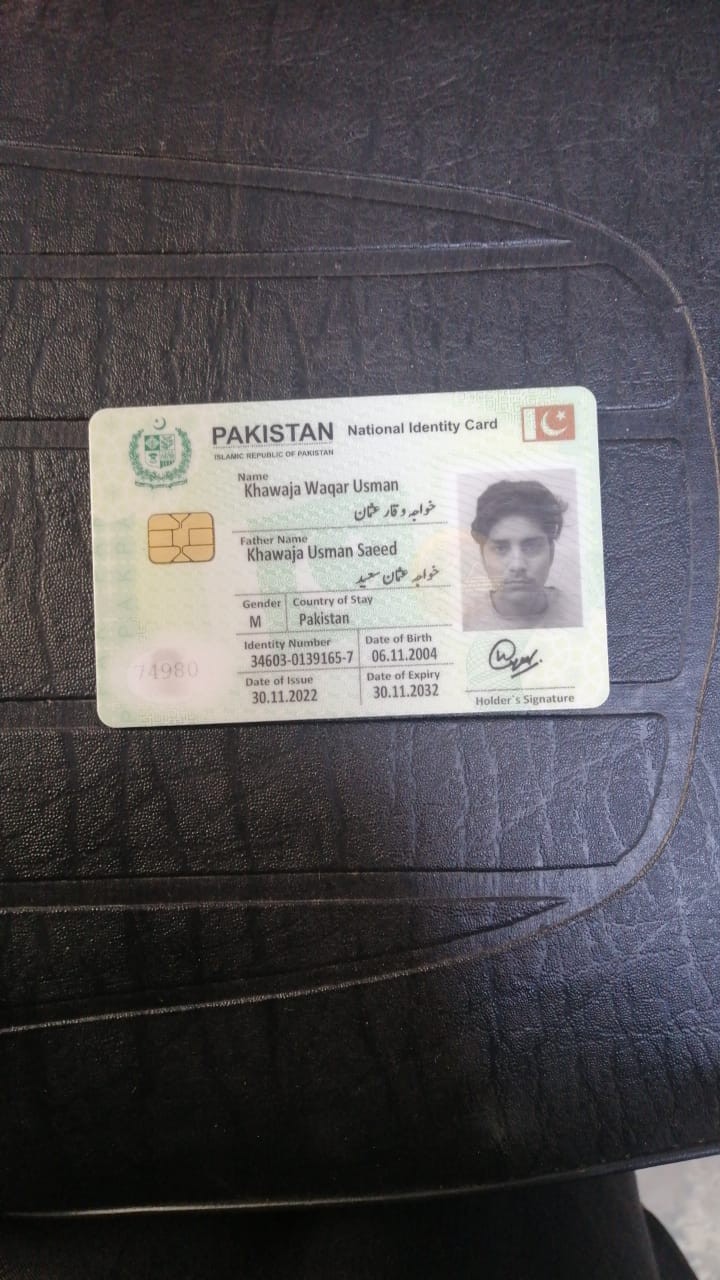 PAKISTAN National Identity Card
ISLAMIC REPUBLIC OF PAKISTAN
Name
Khawaja Waqar Usman
خواجہ وقار عثمان
Father Name
Khawaja Usman Saeed
خواجہ عثمان سعید
Gender Country of Stay
M Pakistan
Identity Number Date of Birth
34603-0139165-7 06.11.2004
Date of Issue Date of Expiry
30.11.2022 30.11.2032
74980
Holder`s Signature